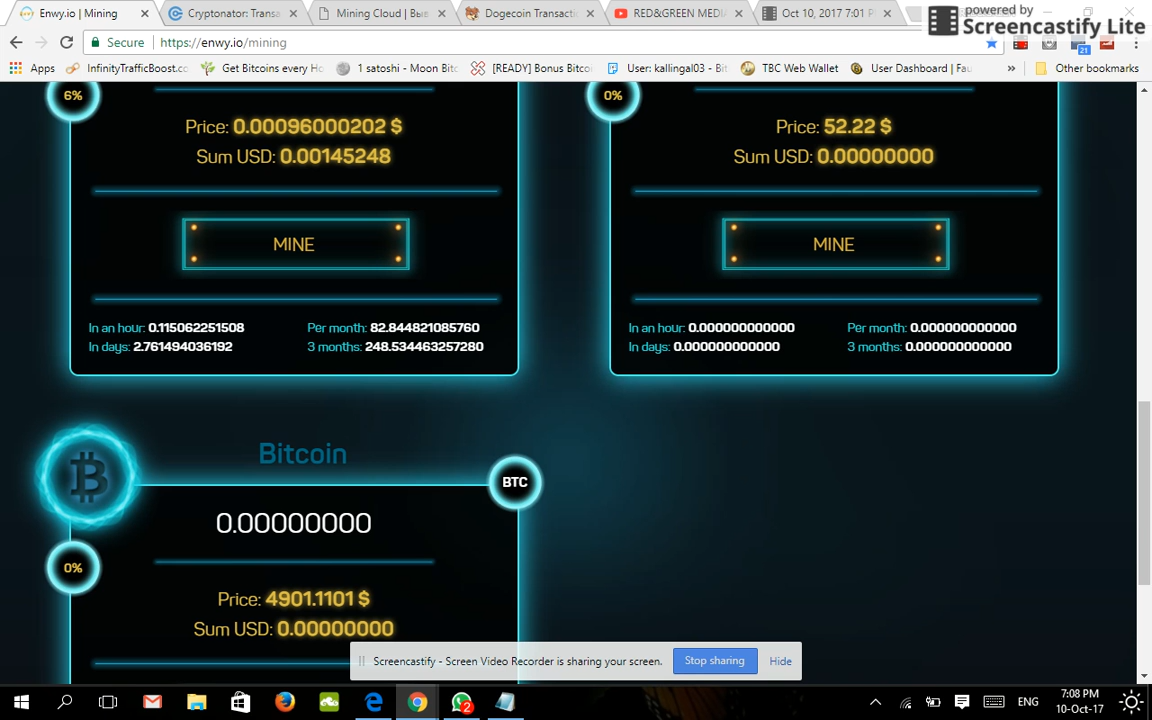 Enwy.io | Mining
Cryptonator: Transa
Mining Cloud | Вые
Dogecoin Transacti
RED&GREEN MEDI
Oct 10, 2017 7:01 P
powered by
Screencastify Lite
Secure
https://enwy.io/mining
21
Apps
InfinityTrafficBoost.co
Get Bitcoins every Ho
1 satoshi - Moon Bitc
[READY] Bonus Bitcoi
User: kallingal03 - Bit
TBC Web Wallet
User Dashboard | Fau
»
Other bookmarks
6%
Price: 0.00096000202 $
Sum USD: 0.00145248
MINE
In an hour: 0.115062251508
Per month: 82.844821085760
In days: 2.761494036192
3 months: 248.534463257280
0%
Price: 52.22 $
Sum USD: 0.00000000
MINE
In an hour: 0.000000000000
Per month: 0.000000000000
In days: 0.000000000000
3 months: 0.000000000000
Bitcoin
BTC
0.00000000
0%
Price: 4901.1101 $
Sum USD: 0.00000000
Screencastify - Screen Video Recorder is sharing your screen.
Stop sharing
Hide
2
ENG
7:08 PM
10-Oct-17